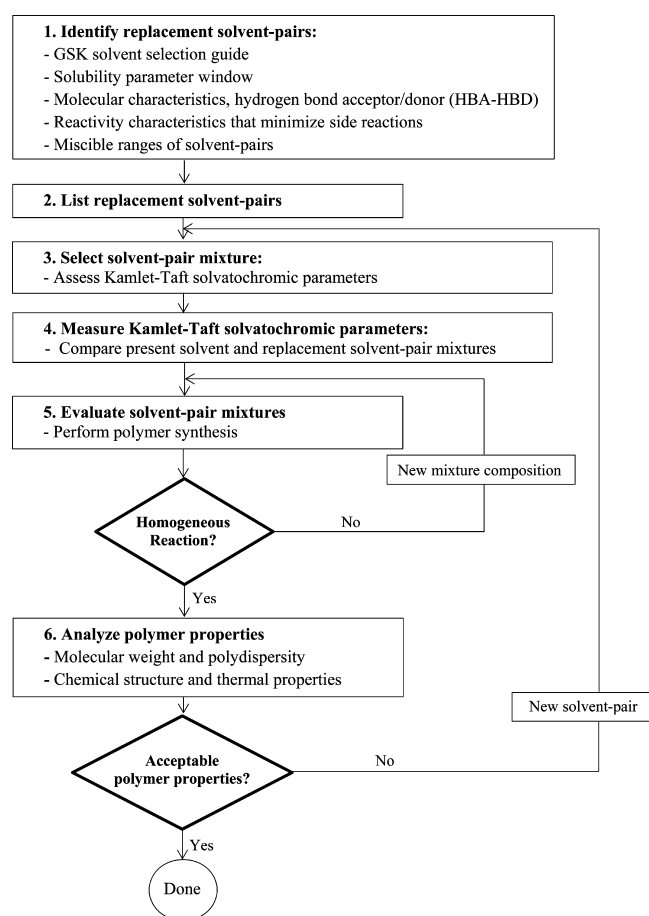 1. Identify replacement solvent-pairs:
- GSK solvent selection guide
- Solubility parameter window
- Molecular characteristics, hydrogen bond acceptor/donor (HBA-HBD)
- Reactivity characteristics that minimize side reactions
- Miscible ranges of solvent-pairs
2. List replacement solvent-pairs
3. Select solvent-pair mixture:
- Assess Kamlet-Taft solvatochromic parameters
4. Measure Kamlet-Taft solvatochromic parameters:
- Compare present solvent and replacement solvent-pair mixtures
5. Evaluate solvent-pair mixtures
- Perform polymer synthesis
New mixture composition
Homogeneous
Reaction?
No
Yes
6. Analyze polymer properties
- Molecular weight and polydispersity
- Chemical structure and thermal properties
New solvent-pair
Acceptable
polymer properties?
No
Yes
Done